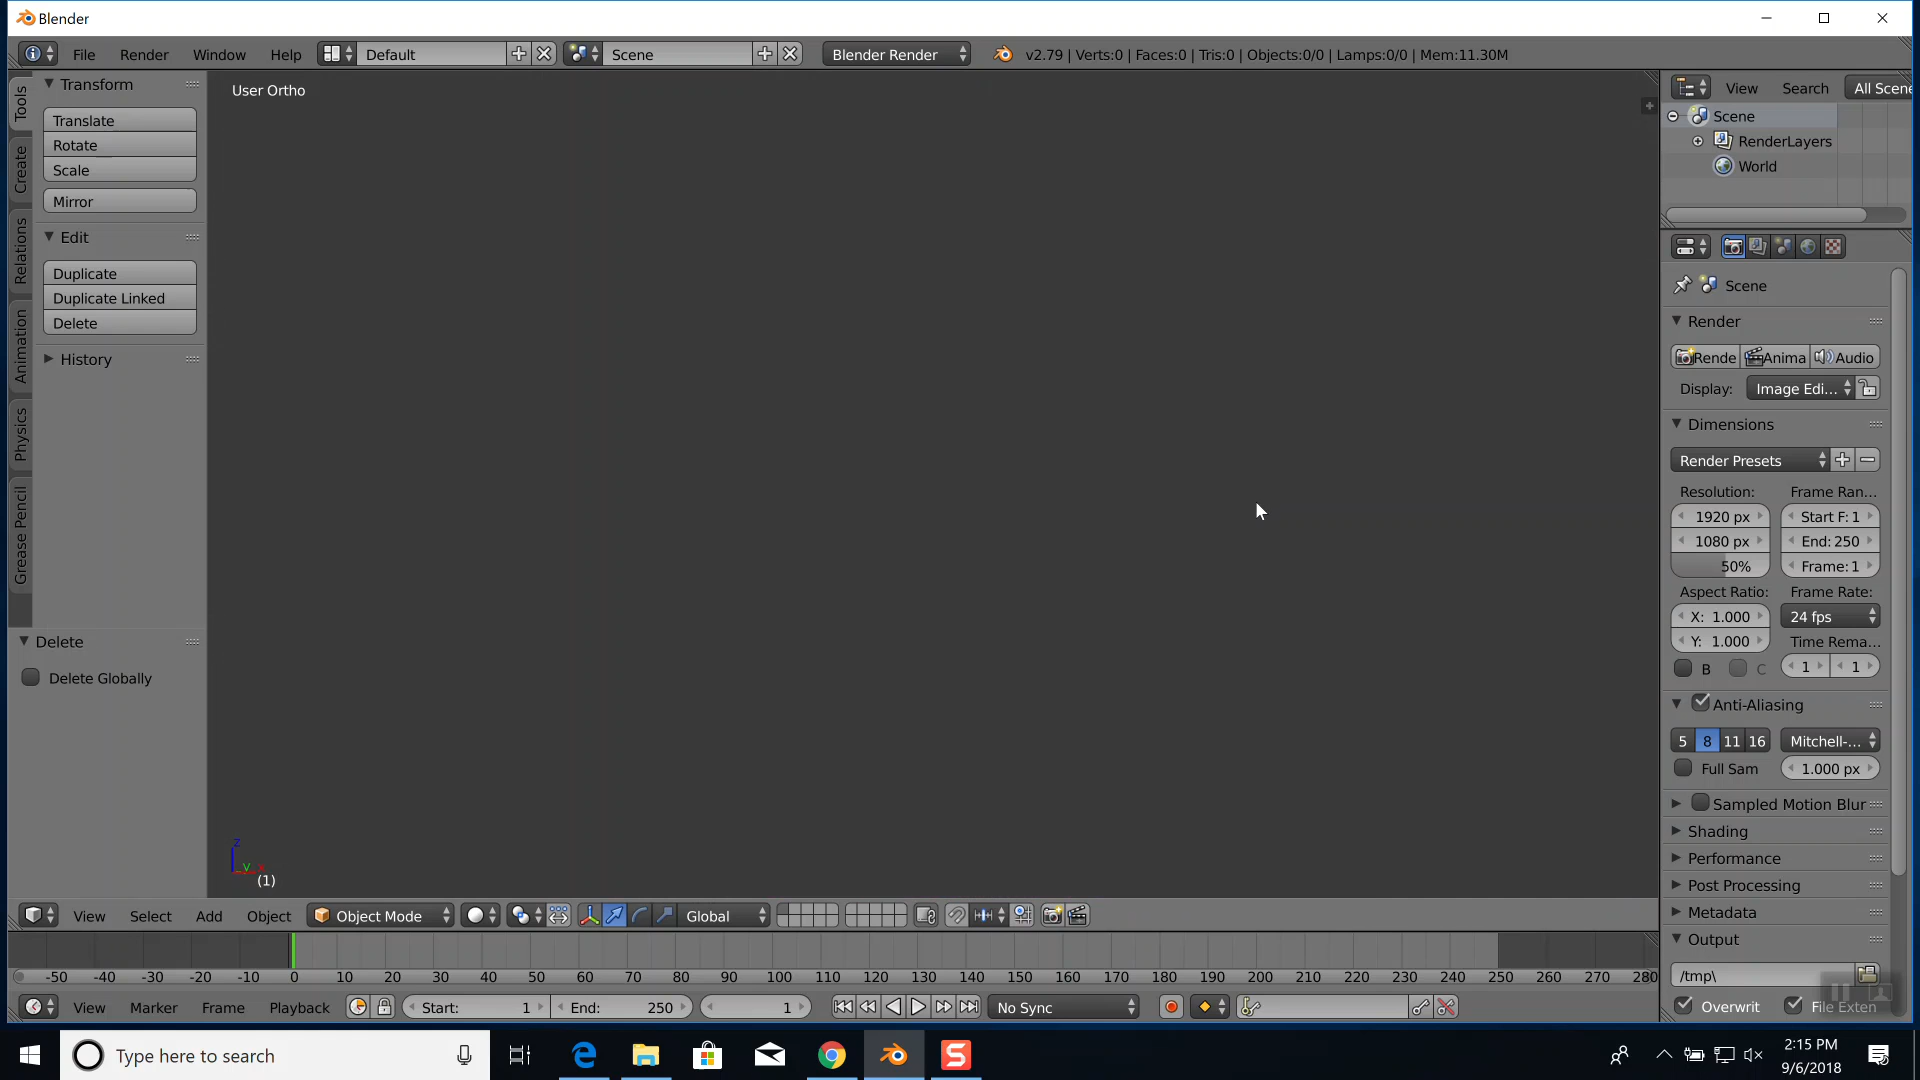 Blender
File Render Window Help Default Scene Blender Render v2.79 | Verts:0 | Faces:0 | Tris:0 | Objects:0/0 | Lamps:0/0 | Mem:11.30M
Tools
Create
Relations
Animation
Physics
Grease Pencil
Transform
Translate
Rotate
Scale
Mirror
Edit
Duplicate
Duplicate Linked
Delete
History
Delete
Delete Globally
User Ortho
z
y x
(1)
View Search All Scene
Scene
RenderLayers
World
Scene
Render
Rende Anima Audio
Display: Image Edi...
Dimensions
Render Presets
Resolution: Frame Ran...
1920 px Start F: 1
1080 px End: 250
50% Frame: 1
Aspect Ratio: Frame Rate:
X: 1.000 24 fps
Y: 1.000 Time Rema...
B C 1 1
Anti-Aliasing
5 8 11 16 Mitchell-...
Full Sam 1.000 px
Sampled Motion Blur
Shading
Performance
Post Processing
Metadata
Output
/tmp\
Overwrit File Exten
View Select Add Object Object Mode Global
-50 -40 -30 -20 -10 0 10 20 30 40 50 60 70 80 90 100 110 120 130 140 150 160 170 180 190 200 210 220 230 240 250 260 270 280
View Marker Frame Playback Start: 1 End: 250 1 No Sync
Type here to search
2:15 PM
9/6/2018